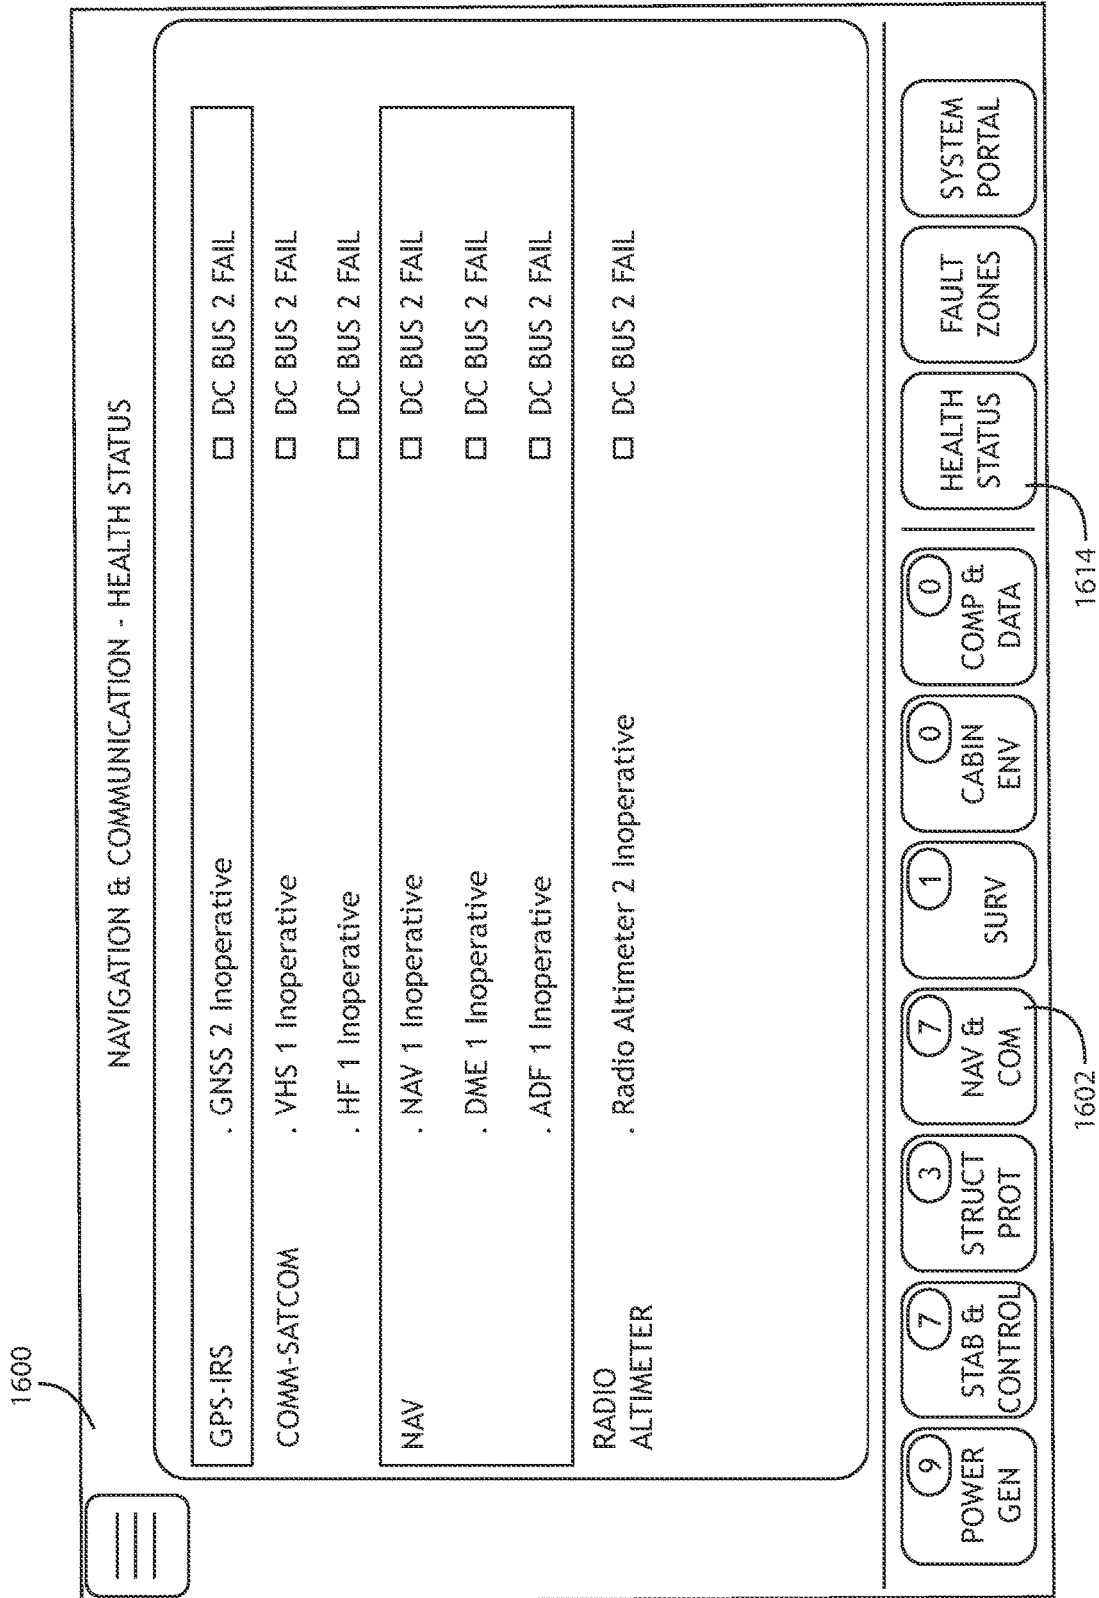 1600
NAVIGATION & COMMUNICATION - HEALTH STATUS
GPS-IRS . GNSS 2 Inoperative □ DC BUS 2 FAIL
COMM-SATCOM . VHS 1 Inoperative □ DC BUS 2 FAIL
. HF 1 Inoperative □ DC BUS 2 FAIL
NAV . NAV 1 Inoperative □ DC BUS 2 FAIL
. DME 1 Inoperative □ DC BUS 2 FAIL
. ADF 1 Inoperative □ DC BUS 2 FAIL
RADIO
ALTIMETER . Radio Altimeter 2 Inoperative □ DC BUS 2 FAIL
9
POWER
GEN
7
STAB &
CONTROL
3
STRUCT
PROT
7
NAV &
COM
1
SURV
0
CABIN
ENV
0
COMP &
DATA
HEALTH
STATUS
FAULT
ZONES
SYSTEM
PORTAL
1602
1614